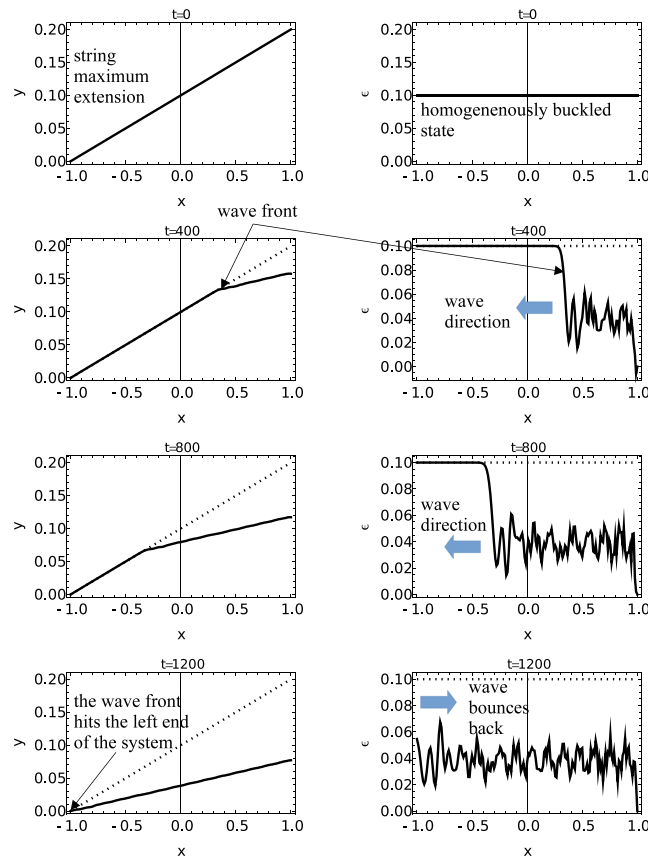 t=0
0.20
0.15
0.10
0.05
0.00
y
string
maximum
extension
-1.0 -0.5 0.0 0.5 1.0
x
t=0
0.20
0.15
0.10
0.05
0.00
ϵ
homogenenously buckled
state
-1.0 -0.5 0.0 0.5 1.0
x
wave front
t=400
0.20
0.15
0.10
0.05
0.00
y
-1.0 -0.5 0.0 0.5 1.0
x
t=400
0.10
0.08
0.06
0.04
0.02
0.00
ϵ
wave
direction
-1.0 -0.5 0.0 0.5 1.0
x
t=800
0.20
0.15
0.10
0.05
0.00
y
-1.0 -0.5 0.0 0.5 1.0
x
t=800
0.10
0.08
0.06
0.04
0.02
0.00
ϵ
wave
direction
-1.0 -0.5 0.0 0.5 1.0
x
t=1200
0.20
0.15
0.10
0.05
0.00
y
the wave front
hits the left end
of the system
-1.0 -0.5 0.0 0.5 1.0
x
t=1200
0.10
0.08
0.06
0.04
0.02
0.00
ϵ
wave
bounces
back
-1.0 -0.5 0.0 0.5 1.0
x